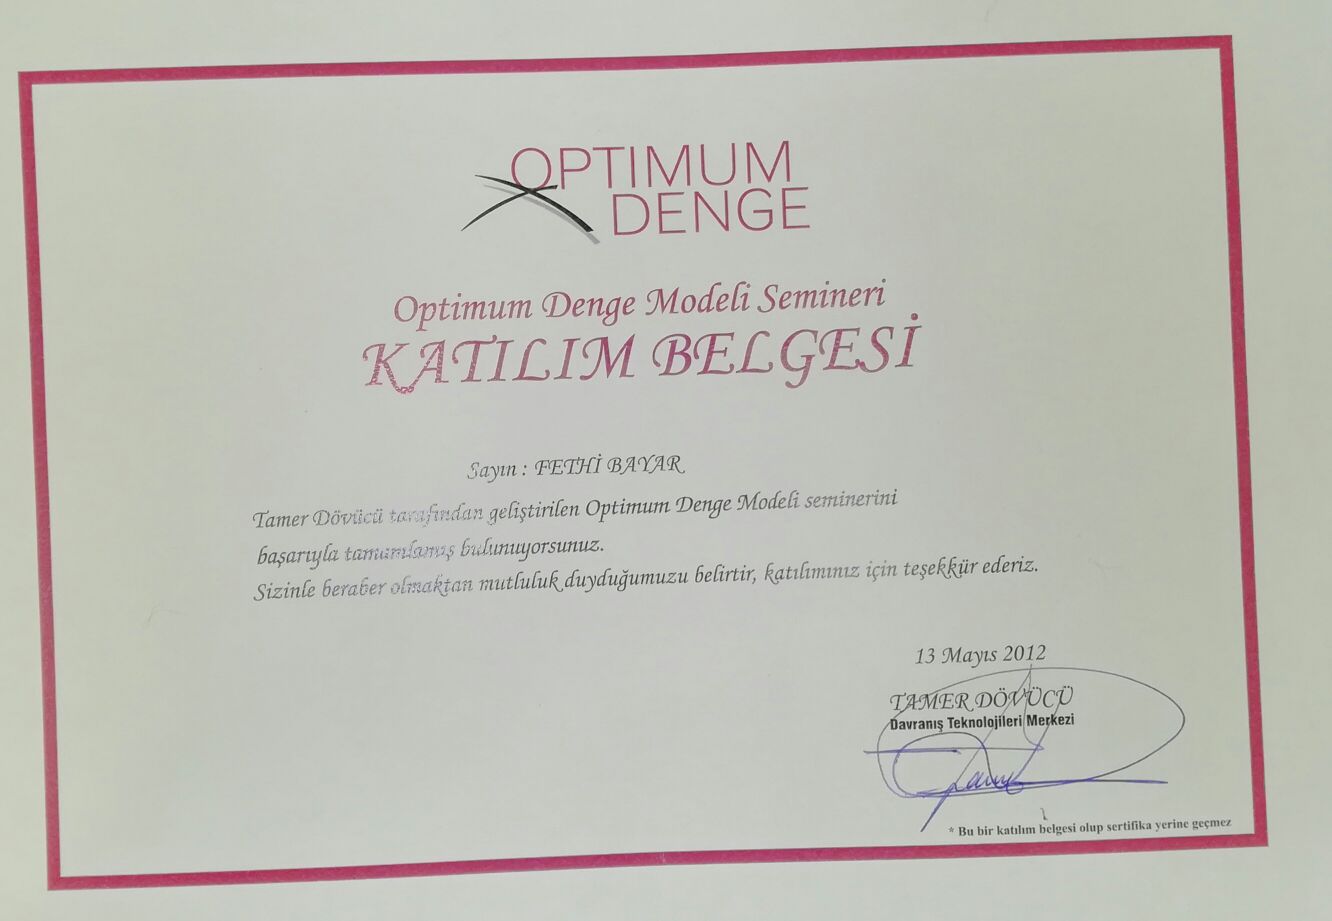 OPTIMUM
DENGE
Optimum Denge Modeli Semineri
KATILIM BELGESİ
Sayın : FETHİ BAYAR
Tamer Dövücü tarafından geliştirilen Optimum Denge Modeli seminerini
başarıyla tamamlamış bulunuyorsunuz.
Sizinle beraber olmaktan mutluluk duyduğumuzu belirtir, katılımınız için teşekkür ederiz.
13 Mayıs 2012
TAMER DÖVÜCÜ
Davranış Teknolojileri Merkezi
* Bu bir katılım belgesi olup sertifika yerine geçmez